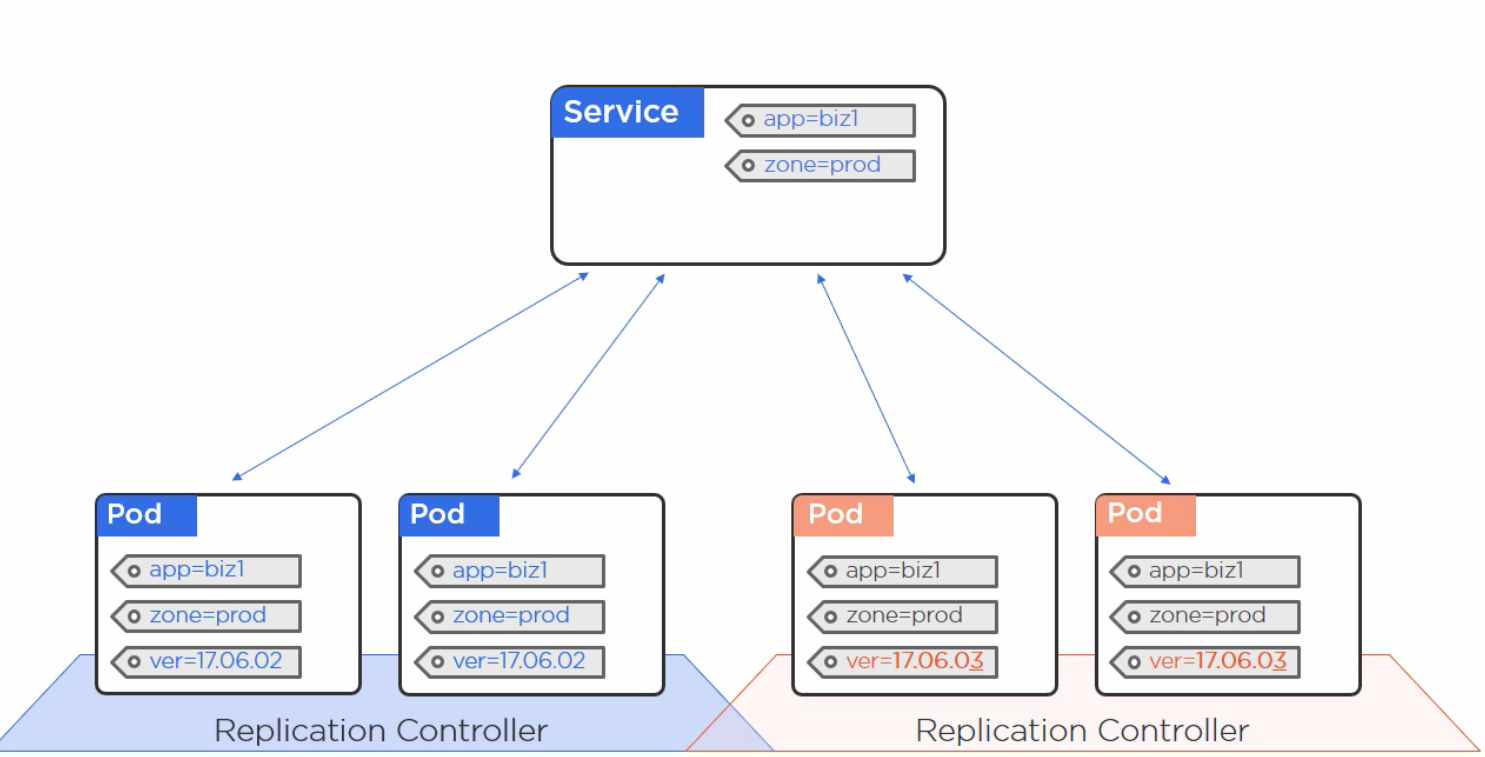 Service
app=biz1
zone=prod
Pod
app=biz1
zone=prod
ver=17.06.02
Pod
app=biz1
zone=prod
ver=17.06.02
Pod
app=biz1
zone=prod
ver=17.06.03
Pod
app=biz1
zone=prod
ver=17.06.03
Replication Controller
Replication Controller